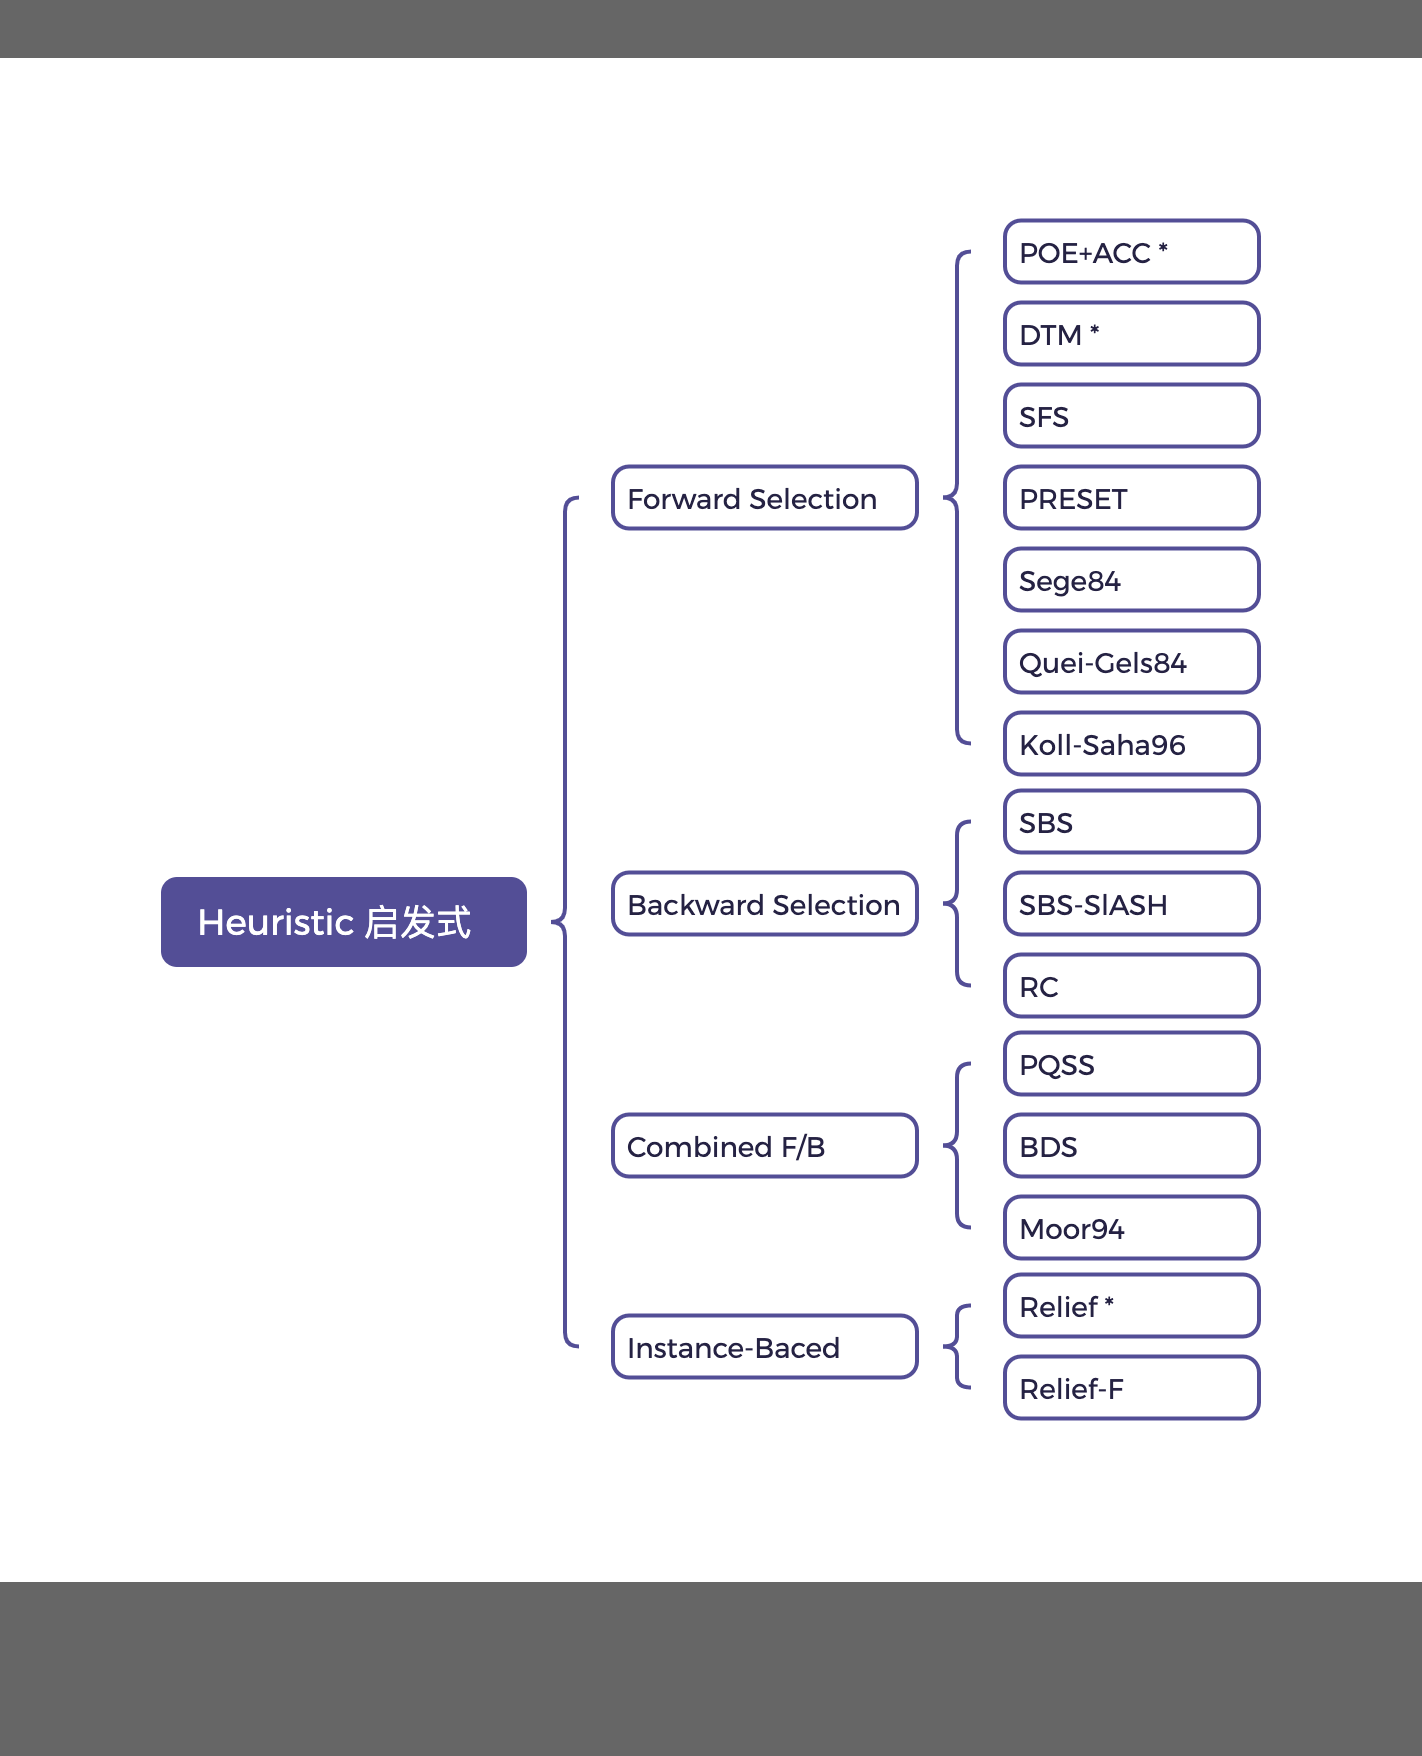 Heuristic 启发式
Forward Selection
POE+ACC *
DTM *
SFS
PRESET
Sege84
Quei-Gels84
Koll-Saha96
Backward Selection
SBS
SBS-SlASH
RC
Combined F/B
PQSS
BDS
Moor94
Instance-Baced
Relief *
Relief-F